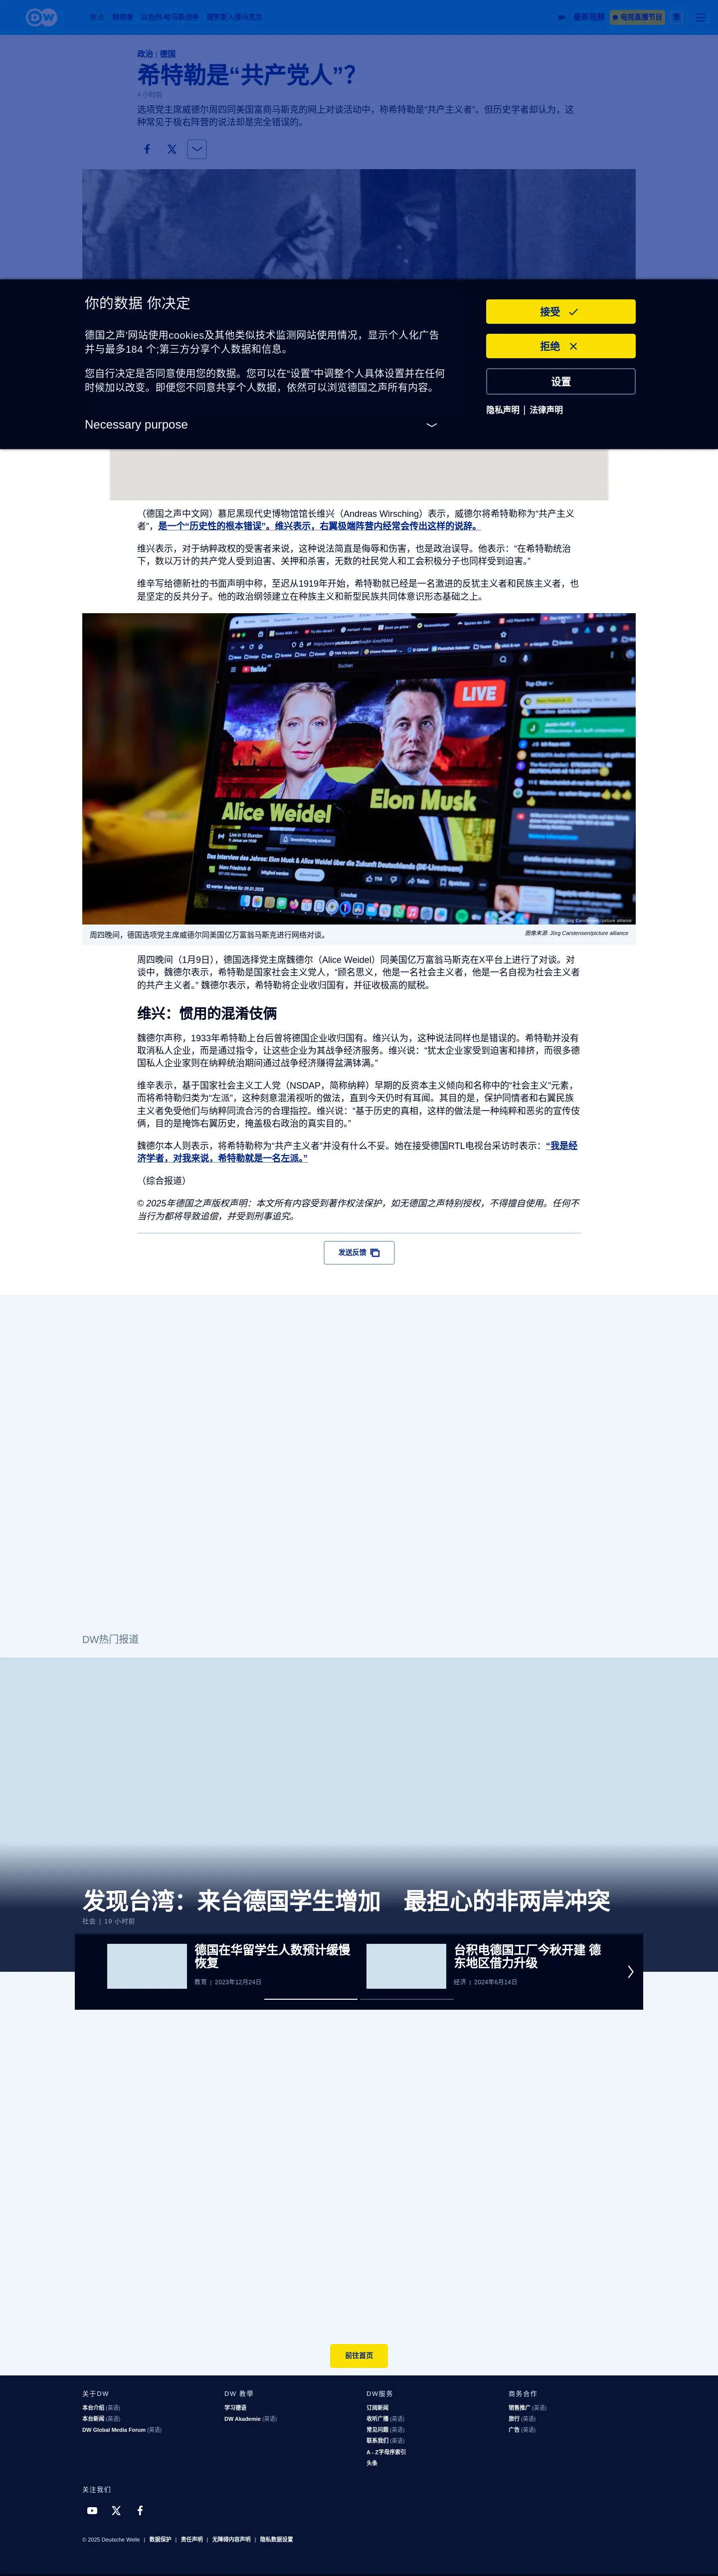 DW
焦点 特朗普 以色列-哈马斯战争 俄罗斯入侵乌克兰
最新视频
电视直播节目
繁
政治 | 德国
希特勒是“共产党人”？
4 小时前
选项党主席威德尔周四同美国富商马斯克的网上对谈活动中，称希特勒是“共产主义者”。但历史学者却认为，这
种常见于极右阵营的说法却是完全错误的。
你的数据 你决定
德国之声'网站使用cookies及其他类似技术监测网站使用情况，显示个人化广告
并与最多184 个;第三方分享个人数据和信息。
您自行决定是否同意使用您的数据。您可以在“设置”中调整个人具体设置并在任何
时候加以改变。即便您不同意共享个人数据，依然可以浏览德国之声所有内容。
Necessary purpose
接受
拒绝
设置
隐私声明 | 法律声明
（德国之声中文网）慕尼黑现代史博物馆馆长维兴（Andreas Wirsching）表示，威德尔将希特勒称为“共产主义
者”，是一个“历史性的根本错误”。维兴表示，右翼极端阵营内经常会传出这样的说辞。
维兴表示，对于纳粹政权的受害者来说，这种说法简直是侮辱和伤害，也是政治误导。他表示：“在希特勒统治
下，数以万计的共产党人受到迫害、关押和杀害，无数的社民党人和工会积极分子也同样受到迫害。”
维辛写给德新社的书面声明中称，至迟从1919年开始，希特勒就已经是一名激进的反犹主义者和民族主义者，也
是坚定的反共分子。他的政治纲领建立在种族主义和新型民族共同体意识形态基础之上。
YouTube
Suchen
LIVE
Top Chat
Alice Weidel
Elon Musk
Live in 10 Stunden
Benachrichtigung erhalten
Das Interview des Jahres: Elon Musk & Alice Weidel über die Zukunft Deutschlands (DE-Livestream)
Marc Friedrich
Mitglied werden
Abonnieren
114
Teilen
Speichern
© Jörg Carstensen / picture alliance
周四晚间，德国选项党主席威德尔同美国亿万富翁马斯克进行网络对谈。
图像来源: Jörg Carstensen/picture alliance
周四晚间（1月9日），德国选择党主席魏德尔（Alice Weidel）同美国亿万富翁马斯克在X平台上进行了对谈。对
谈中，魏德尔表示，希特勒是国家社会主义党人，“顾名思义，他是一名社会主义者，他是一名自视为社会主义者
的共产主义者。” 魏德尔表示，希特勒将企业收归国有，并征收极高的赋税。
维兴：惯用的混淆伎俩
魏德尔声称，1933年希特勒上台后曾将德国企业收归国有。维兴认为，这种说法同样也是错误的。希特勒并没有
取消私人企业，而是通过指令，让这些企业为其战争经济服务。维兴说：“犹太企业家受到迫害和排挤，而很多德
国私人企业家则在纳粹统治期间通过战争经济赚得盆满钵满。”
维辛表示，基于国家社会主义工人党（NSDAP，简称纳粹）早期的反资本主义倾向和名称中的“社会主义”元素，
而将希特勒归类为“左派”，这种刻意混淆视听的做法，直到今天仍时有耳闻。其目的是，保护同情者和右翼民族
主义者免受他们与纳粹同流合污的合理指控。维兴说：“基于历史的真相，这样的做法是一种纯粹和恶劣的宣传伎
俩，目的是掩饰右翼历史，掩盖极右政治的真实目的。”
魏德尔本人则表示，将希特勒称为“共产主义者”并没有什么不妥。她在接受德国RTL电视台采访时表示：“我是经
济学者，对我来说，希特勒就是一名左派。”
（综合报道）
© 2025年德国之声版权声明：本文所有内容受到著作权法保护，如无德国之声特别授权，不得擅自使用。任何不
当行为都将导致追偿，并受到刑事追究。
发送反馈
DW热门报道
发现台湾：来台德国学生增加 最担心的非两岸冲突
社会 | 19 小时前
德国在华留学生人数预计缓慢
恢复
教育 | 2023年12月24日
台积电德国工厂今秋开建 德
东地区借力升级
经济 | 2024年6月14日
前往首页
关于DW
本台介绍 (英语)
本台新闻 (英语)
DW Global Media Forum (英语)
DW 教學
学习德语
DW Akademie (英语)
DW服务
订阅新闻
收听广播 (英语)
常见问题 (英语)
联系我们 (英语)
A - Z字母序索引
头条
商务合作
销售推广 (英语)
旅行 (英语)
广告 (英语)
关注我们
© 2025 Deutsche Welle | 数据保护 | 责任声明 | 无障碍内容声明 | 隐私数据设置